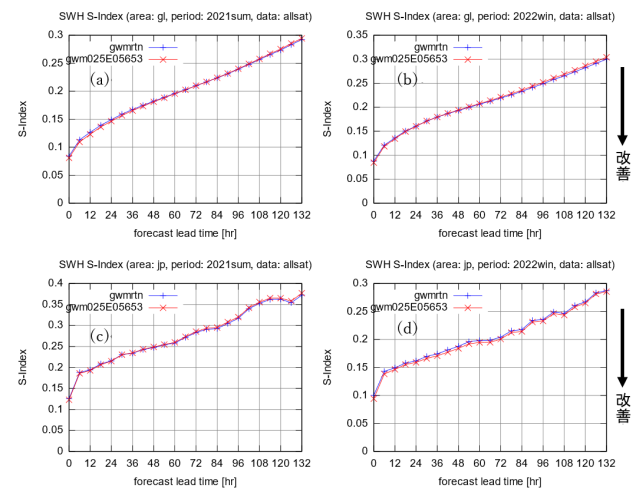 SWH S-Index (area: gl, period: 2021sum, data: allsat)
0.3
0.25
0.2
0.15
0.1
0.05
0
S-Index
gwmrtn
gwm025E05653
(a)
0 12 24 36 48 60 72 84 96 108 120 132
forecast lead time [hr]
SWH S-Index (area: gl, period: 2022win, data: allsat)
0.35
0.3
0.25
0.2
0.15
0.1
0.05
0
S-Index
gwmrtn
gwm025E05653
(b)
0 12 24 36 48 60 72 84 96 108 120 132
forecast lead time [hr]
改善
SWH S-Index (area: jp, period: 2021sum, data: allsat)
0.4
0.35
0.3
0.25
0.2
0.15
0.1
0.05
0
S-Index
gwmrtn
gwm025E05653
(c)
0 12 24 36 48 60 72 84 96 108 120 132
forecast lead time [hr]
SWH S-Index (area: jp, period: 2022win, data: allsat)
0.3
0.25
0.2
0.15
0.1
0.05
0
S-Index
gwmrtn
gwm025E05653
(d)
0 12 24 36 48 60 72 84 96 108 120 132
forecast lead time [hr]
改善